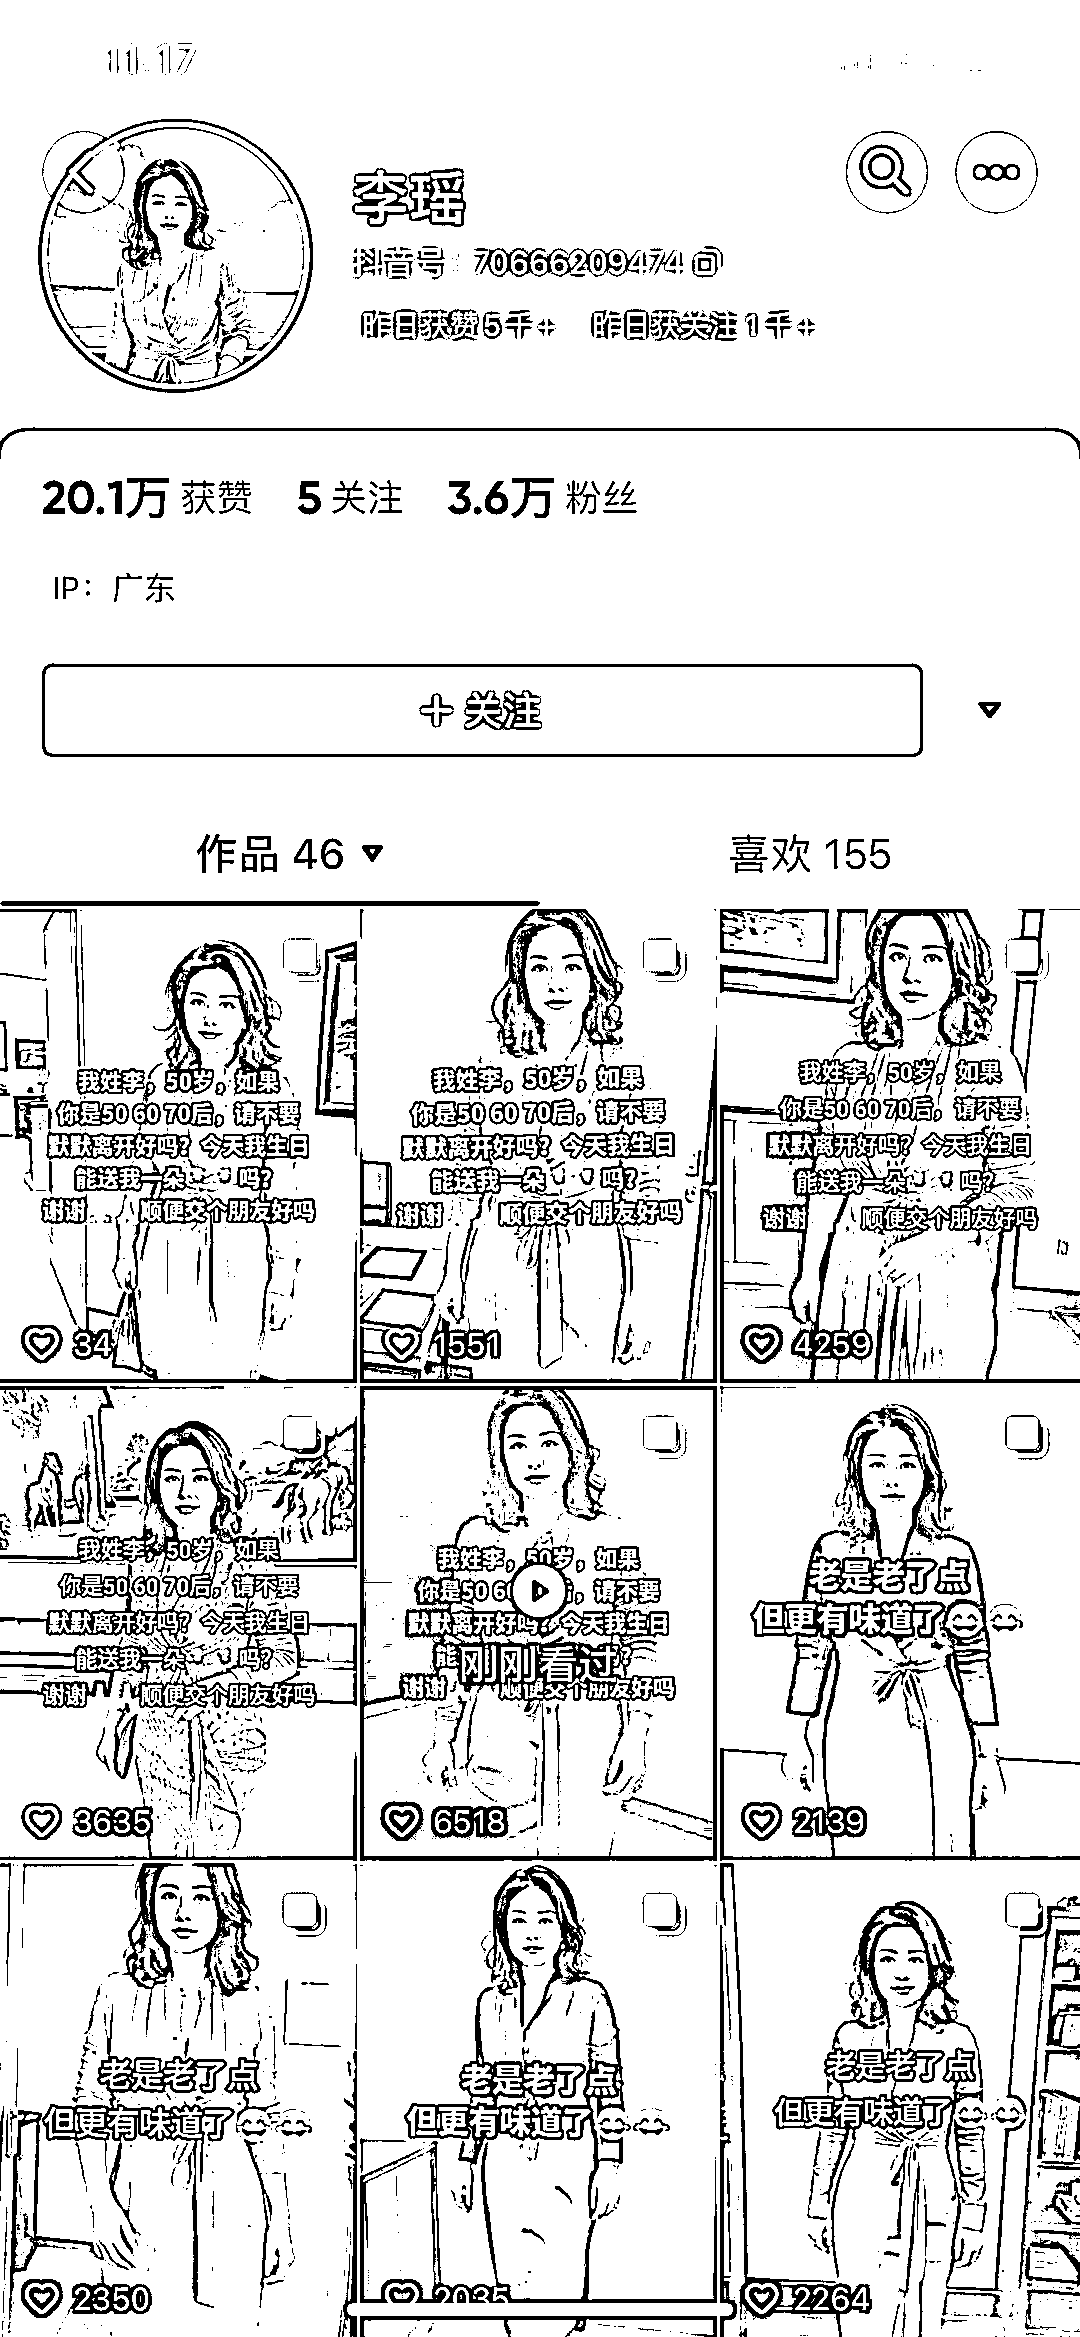 11:17
李瑶
抖音号：70666209474
昨日获赞5千+ 昨日获关注1千+
20.1万 获赞 5 关注 3.6万 粉丝
IP：广东
+ 关注
作品 46 喜欢 155
我姓李，50岁，如果
你是50 60 70后，请不要
默默离开好吗？今天我生日
能送我一朵 吗？
谢谢 顺便交个朋友好吗
34
我姓李，50岁，如果
你是50 60 70后，请不要
默默离开好吗？今天我生日
能送我一朵 吗？
谢谢 顺便交个朋友好吗
1551
我姓李，50岁，如果
你是50 60 70后，请不要
默默离开好吗？今天我生日
能送我一朵 吗？
谢谢 顺便交个朋友好吗
4259
我姓李，50岁，如果
你是50 60 70后，请不要
默默离开好吗？今天我生日
能送我一朵 吗？
谢谢 顺便交个朋友好吗
3635
我姓李，50岁，如果
你是50 6 ，请不要
默默离开好吗？今天我生日
能 ？
刚刚看过
谢谢 顺便交个朋友好吗
6518
老是老了点
但更有味道了😄😄
2139
老是老了点
但更有味道了😄😄
2350
老是老了点
但更有味道了😄😄
2035
老是老了点
但更有味道了😄😄
2264